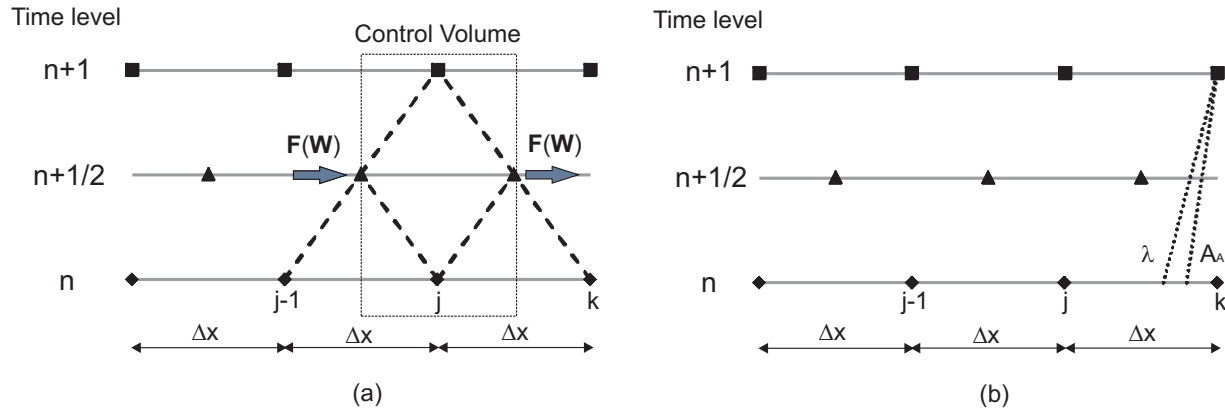 Time level
Control Volume
n+1
F(W)
F(W)
n+1/2
n
j-1
j
k
Δx
Δx
Δx
(a)
Time level
n+1
n+1/2
λ
AA
n
j-1
j
k
Δx
Δx
Δx
(b)